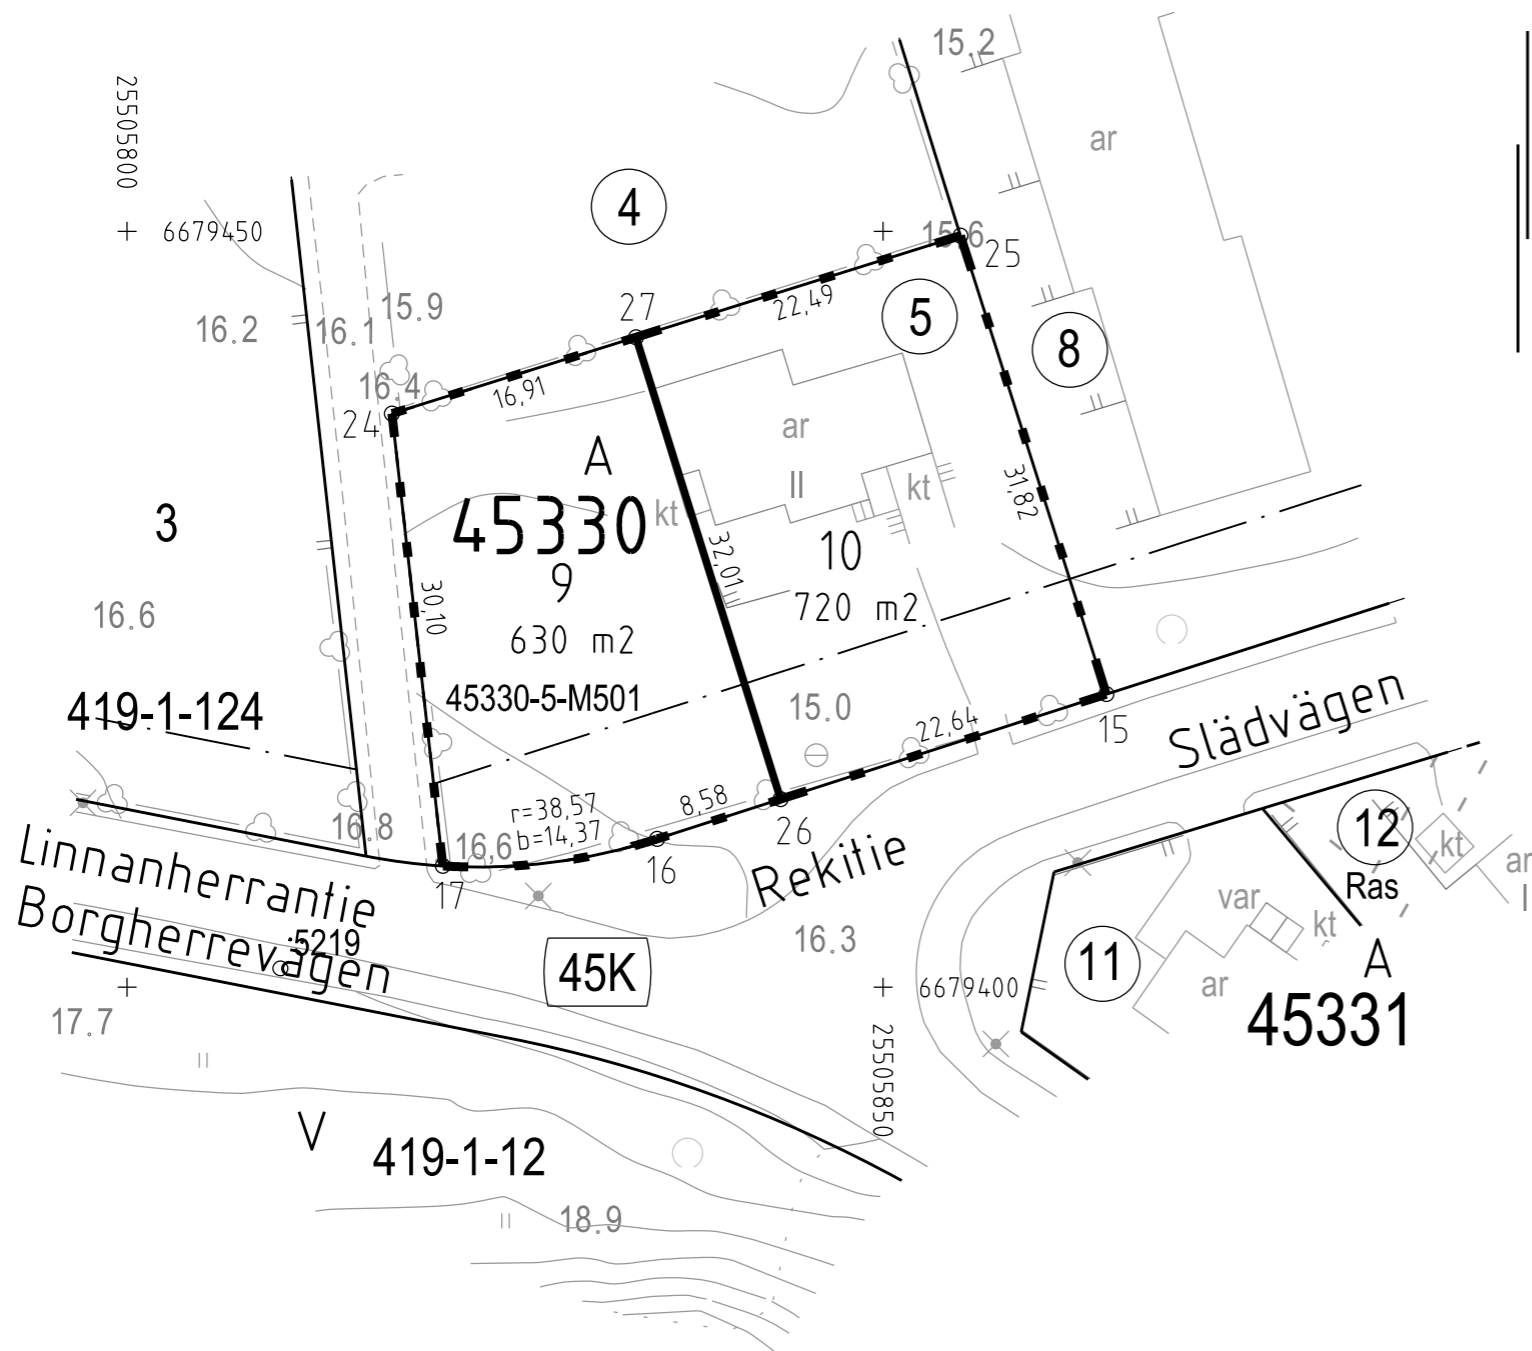 15.2
25505800
ar
4
6679450
15.6
25
15.9
27
22,49
5
16.2
16.1
8
16.4
16,91
24
A
ar
45330
II
kt
kt
31,82
3
32,01
10
9
30,10
16.6
720 m2
630 m2
45330-5-M501
419-1-124
15.0
22,64
15
Slädvägen
r=38,57
8,58
b=14,37
26
16.8
16,6
16
17
Rekitie
12
kt
ar
I
Ras
Linnanherrantie
var
kt
Borgherrevägen
5219
16.3
11
A
45K
6679400
ar
45331
17.7
25505850
V
419-1-12
18.9